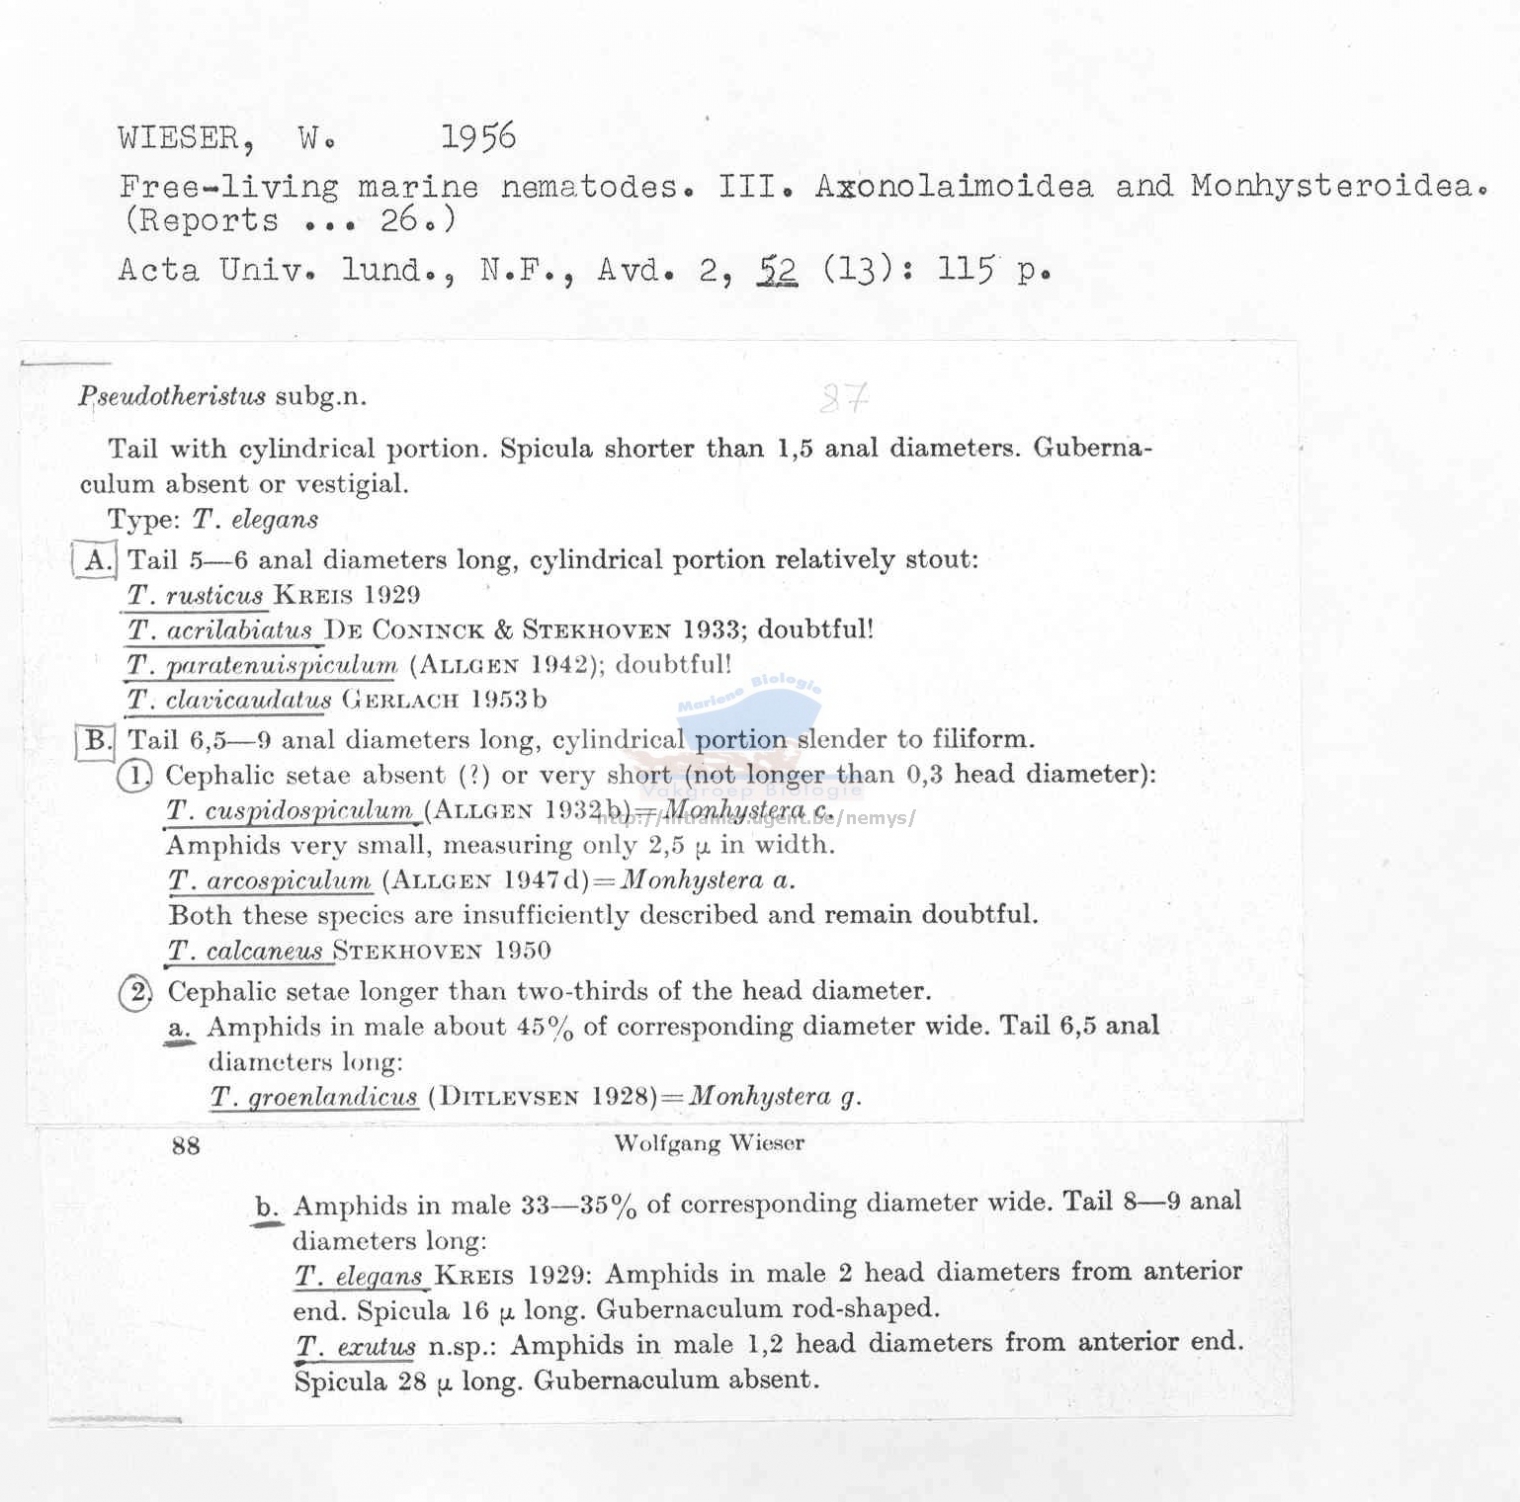 WIESER, W. 1956
Free-living marine nematodes. III. Axonolaimoidea and Monhysteroidea.
(Reports ... 26.)
Acta Univ. lund., N.F., Avd. 2, 52 (13): 115 p.
Pseudotheristus subg.n.
87
Tail with cylindrical portion. Spicula shorter than 1,5 anal diameters. Guberna-
culum absent or vestigial.
Type: T. elegans
A. Tail 5—6 anal diameters long, cylindrical portion relatively stout:
T. rusticus KREIS 1929
T. acrilabiatus DE CONINCK & STEKHOVEN 1933; doubtful!
T. paratenuispiculum (ALLGEN 1942); doubtful!
T. clavicaudatus GERLACH 1953b
Mariene Biologie
B. Tail 6,5—9 anal diameters long, cylindrical portion slender to filiform.
1. Cephalic setae absent (?) or very short (not longer than 0,3 head diameter):
Vakgroep Biologie
T. cuspidospiculum (ALLGEN 1932b)=Monhystera c.
http://intramar.ugent.be/nemys/
Amphids very small, measuring only 2,5 μ in width.
T. arcospiculum (ALLGEN 1947d)=Monhystera a.
Both these species are insufficiently described and remain doubtful.
T. calcaneus STEKHOVEN 1950
2. Cephalic setae longer than two-thirds of the head diameter.
a. Amphids in male about 45% of corresponding diameter wide. Tail 6,5 anal
diameters long:
T. groenlandicus (DITLEVSEN 1928)=Monhystera g.
88 Wolfgang Wieser
b. Amphids in male 33—35% of corresponding diameter wide. Tail 8—9 anal
diameters long:
T. elegans KREIS 1929: Amphids in male 2 head diameters from anterior
end. Spicula 16 μ long. Gubernaculum rod-shaped.
T. exutus n.sp.: Amphids in male 1,2 head diameters from anterior end.
Spicula 28 μ long. Gubernaculum absent.